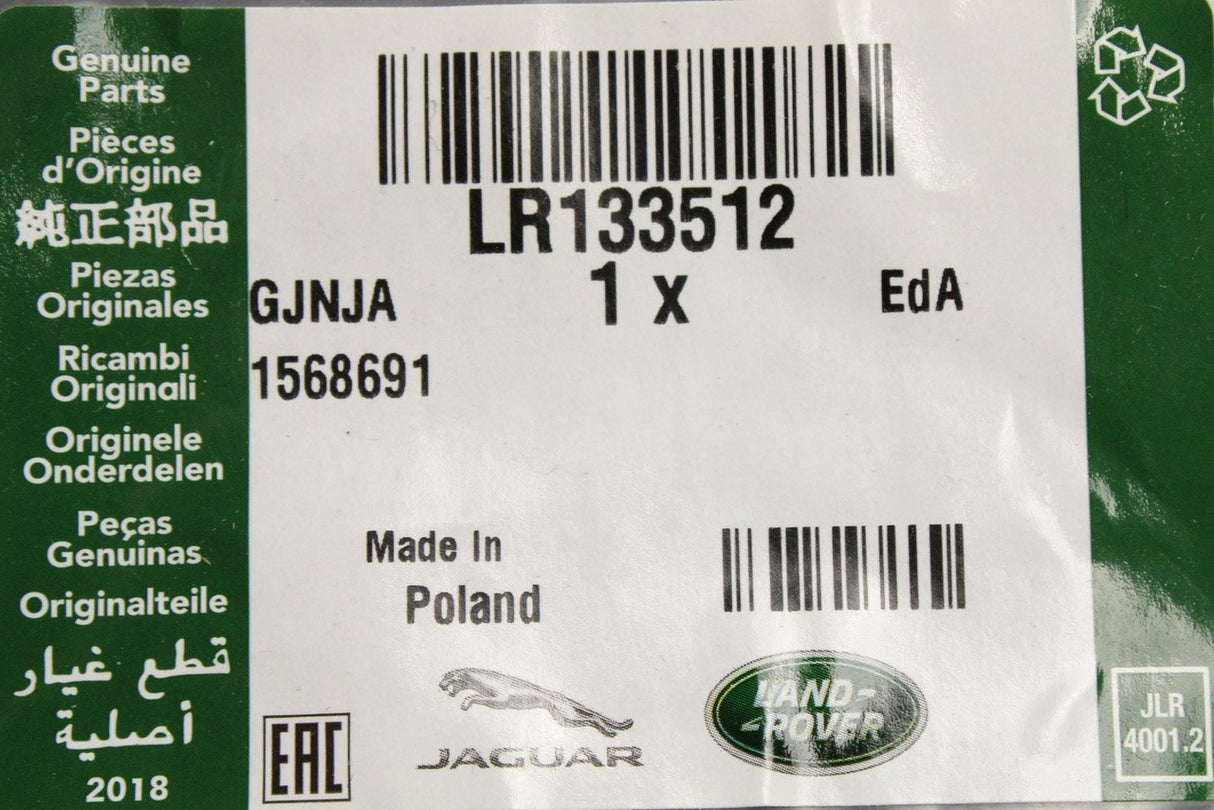 Genuine
Parts
Pièces
d'Origine
純正部品
Piezas
Originales
Ricambi
Originali
Originele
Onderdelen
Peças
Genuinas
Originalteile
قطع غيار
أصلية
2018
LR133512
GJNJA 1 x EdA
1568691
Made In
Poland
EAC
JAGUAR
LAND-
-ROVER
JLR
4001.2